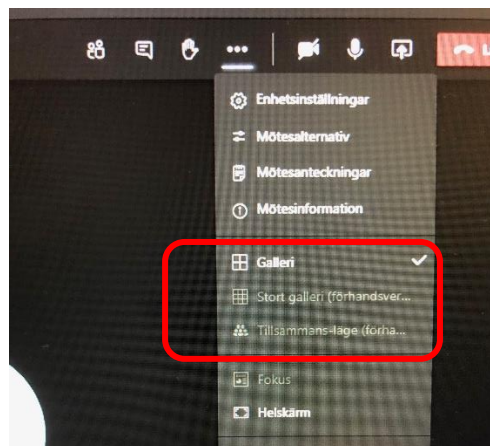 Enhetsinställningar
Mötesalternativ
Mötesanteckningar
Mötesinformation
Galleri
Stort galleri (förhandsver...
Tillsammans-läge (förha...
Fokus
Helskärm